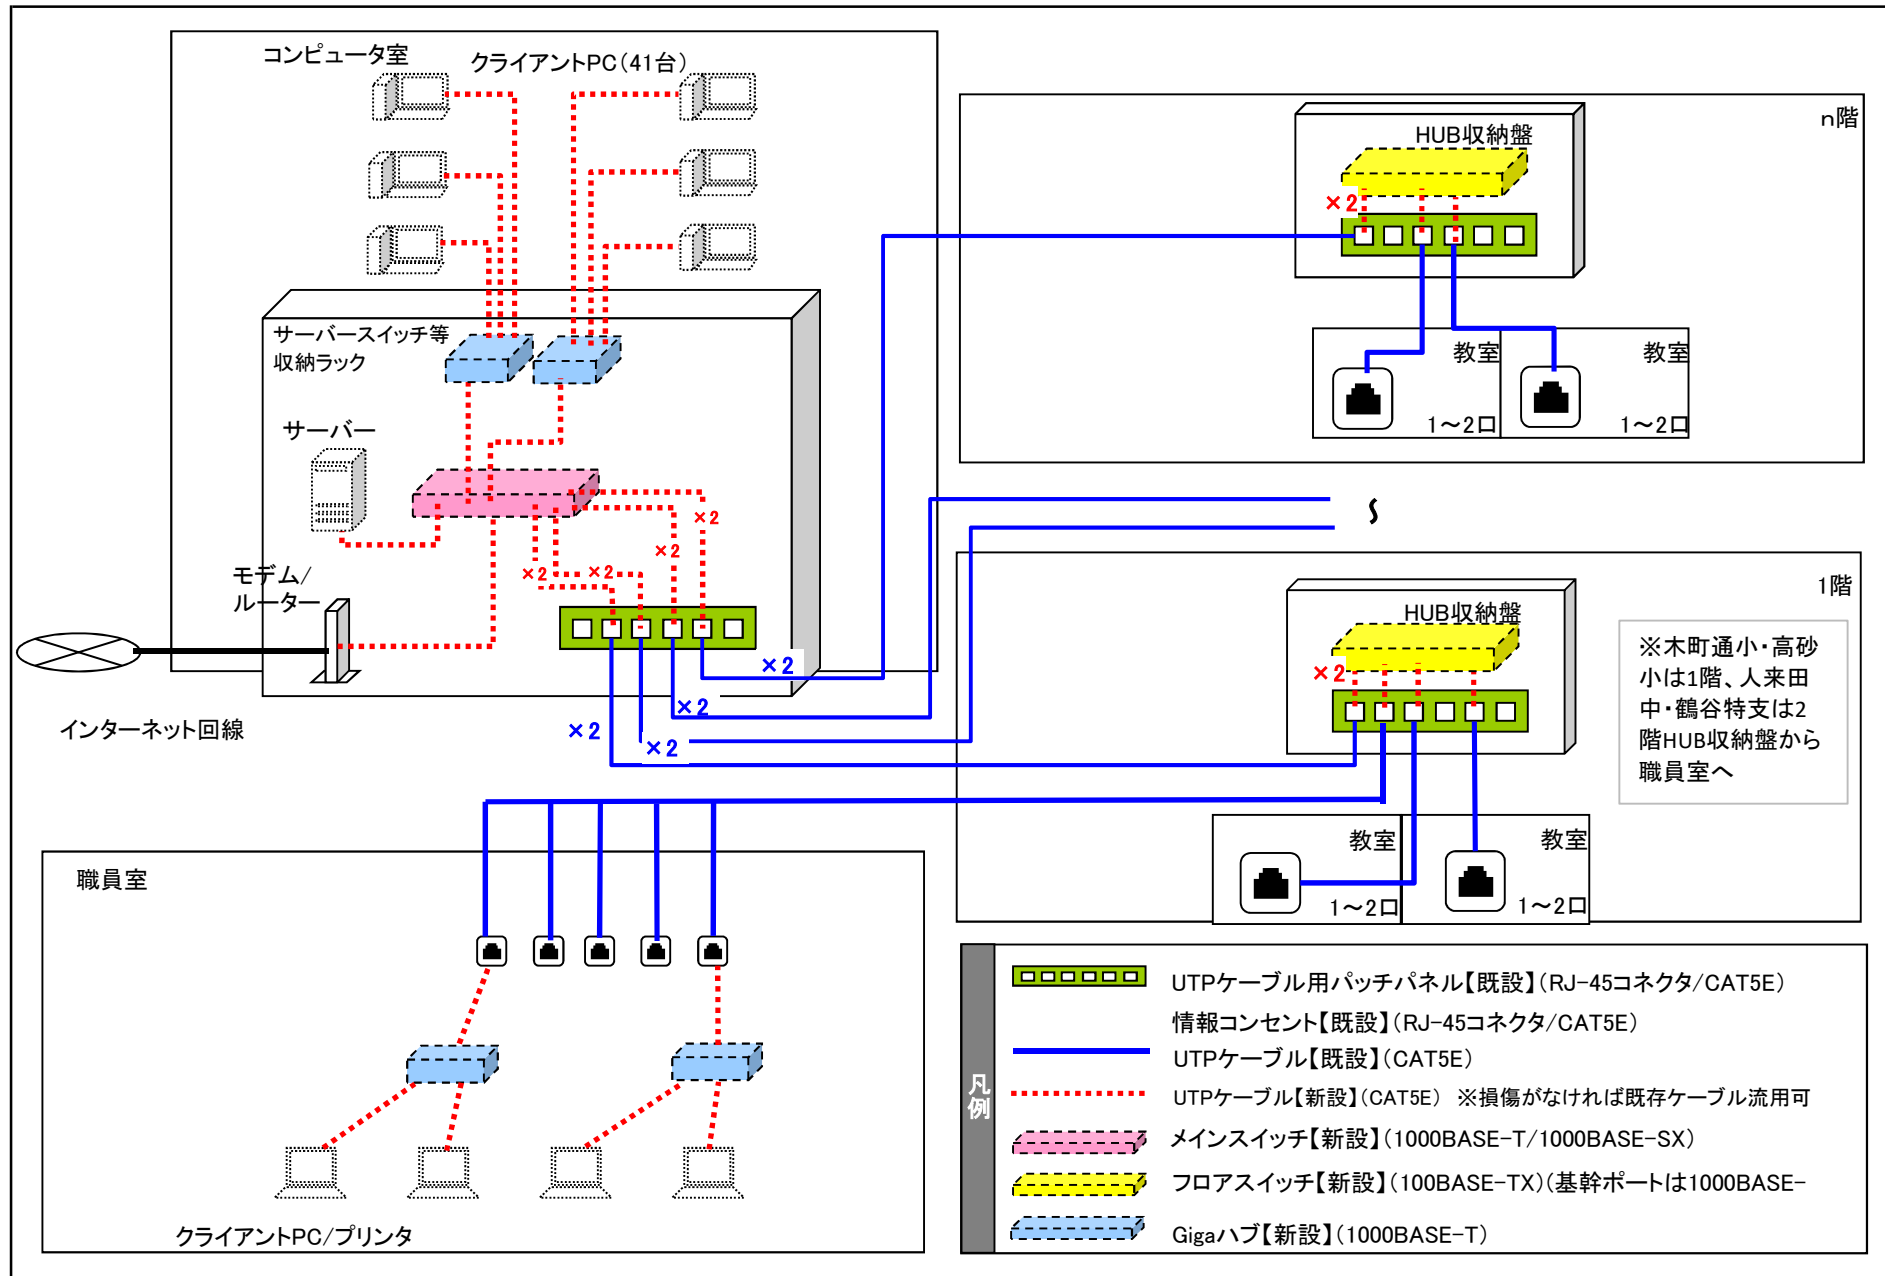 コンピュータ室
クライアントPC(41台)
サーバースイッチ等
収納ラック
サーバー
モデム/
ルーター
インターネット回線
×2
×2
×2
×2
×2
×2
×2
×2
n階
HUB収納盤
×2
教室
1～2口
教室
1～2口
1階
HUB収納盤
×2
※木町通小・高砂
小は1階、人来田
中・鶴谷特支は2
階HUB収納盤から
職員室へ
教室
1～2口
教室
1～2口
職員室
クライアントPC/プリンタ
凡例
UTPケーブル用パッチパネル【既設】(RJ-45コネクタ/CAT5E)
情報コンセント【既設】(RJ-45コネクタ/CAT5E)
UTPケーブル【既設】(CAT5E)
UTPケーブル【新設】(CAT5E) ※損傷がなければ既存ケーブル流用可
メインスイッチ【新設】(1000BASE-T/1000BASE-SX)
フロアスイッチ【新設】(100BASE-TX)(基幹ポートは1000BASE-
Gigaハブ【新設】(1000BASE-T)